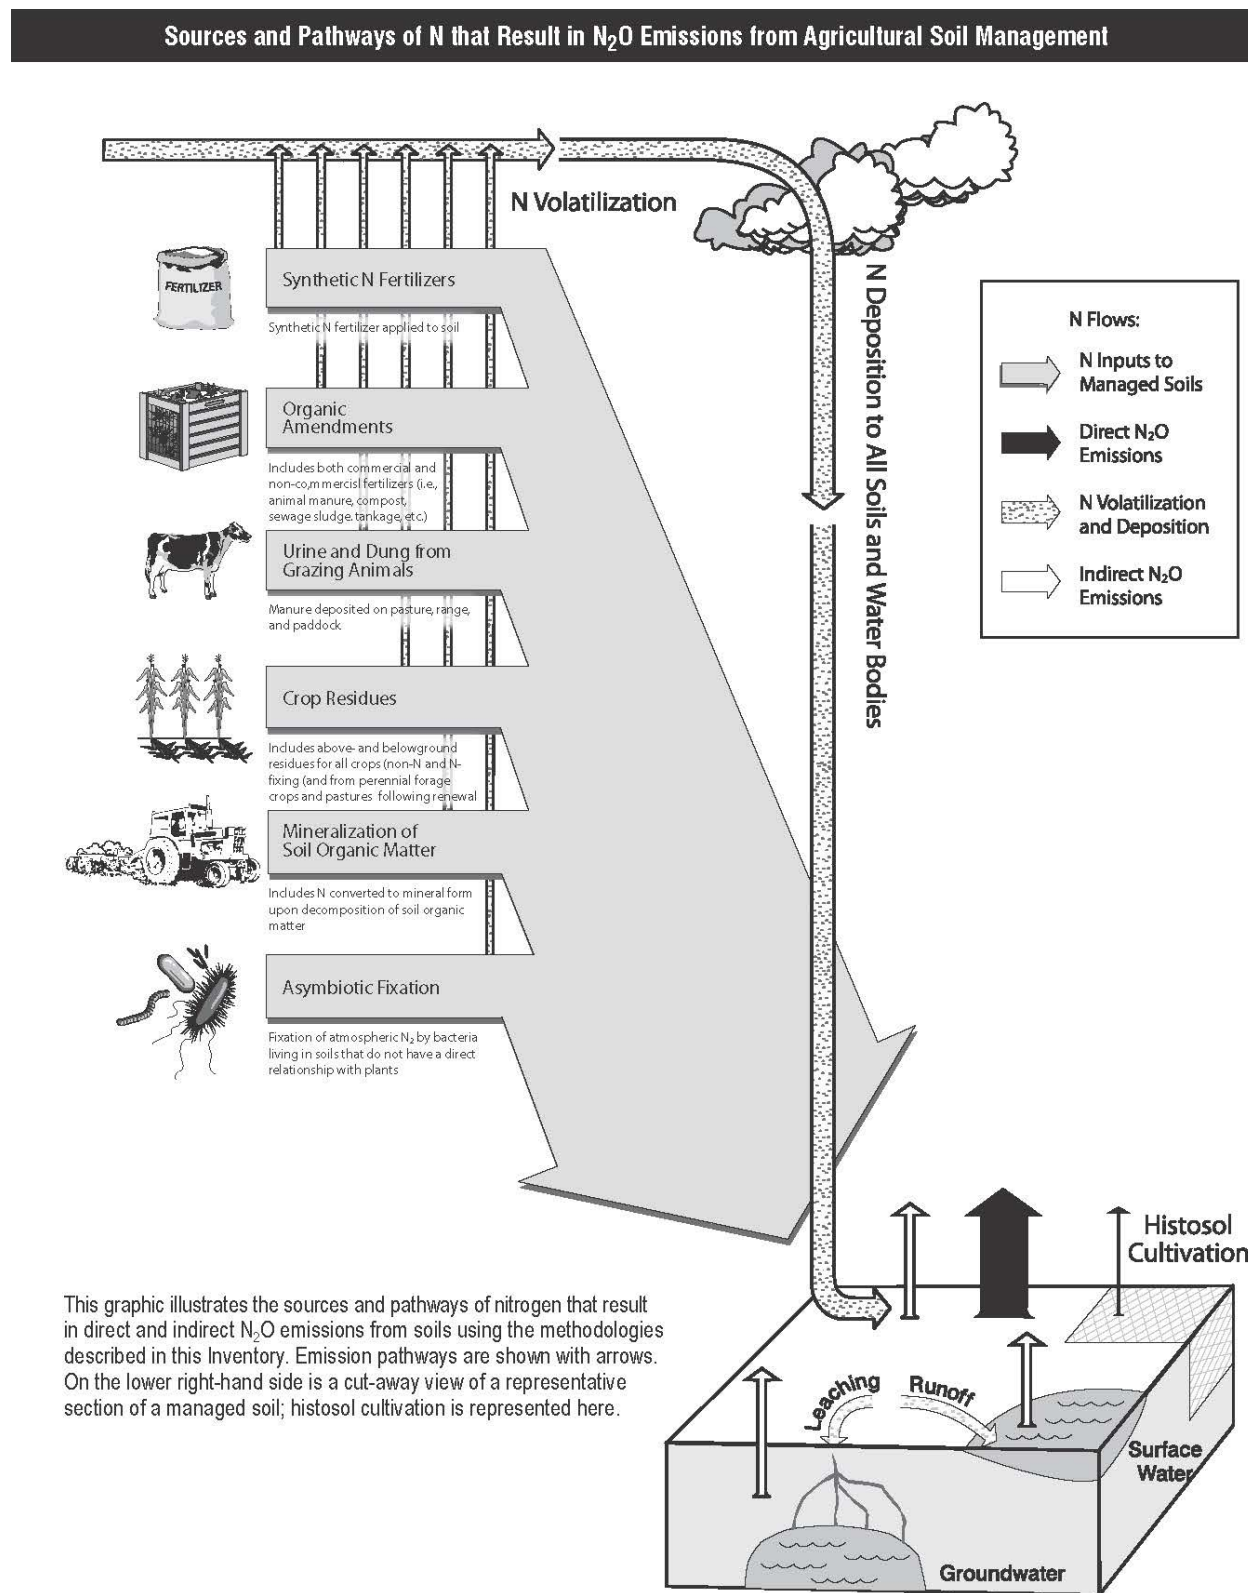 Sources and Pathways of N that Result in N₂O Emissions from Agricultural Soil Management
N Volatilization
FERTILIZER
Synthetic N Fertilizers
Synthetic N fertilizer applied to soil
Organic
Amendments
Includes both commercial and
non-co,mmercisl fertilizers (i.e.,
animal manure, compost,
sewage sludge. tankage, etc.)
Urine and Dung from
Grazing Animals
Manure deposited on pasture, range,
and paddock
Crop Residues
Includes above- and belowground
residues for all crops (non-N and N-
fixing (and from perennial forage
crops and pastures following renewal
Mineralization of
Soil Organic Matter
Includes N converted to mineral form
upon decomposition of soil organic
matter
Asymbiotic Fixation
Fixation of atmospheric N₂ by bacteria
living in soils that do not have a direct
relationship with plants
N Deposition to All Soils and Water Bodies
N Flows:
N Inputs to
Managed Soils
Direct N₂O
Emissions
N Volatilization
and Deposition
Indirect N₂O
Emissions
This graphic illustrates the sources and pathways of nitrogen that result
in direct and indirect N₂O emissions from soils using the methodologies
described in this Inventory. Emission pathways are shown with arrows.
On the lower right-hand side is a cut-away view of a representative
section of a managed soil; histosol cultivation is represented here.
Histosol
Cultivation
Leaching
Runoff
Surface
Water
Groundwater